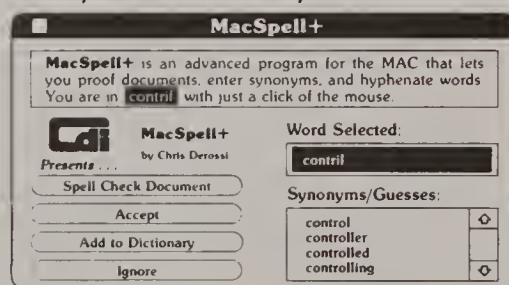 MacSpell+
MacSpell+ is an advanced program for the MAC that lets
you proof documents, enter synonyms, and hyphenate words
You are in contril with just a click of the mouse.
Cdi
Presents . . .
MacSpell+
by Chris Derossi
Spell Check Document
Accept
Add to Dictionary
Ignore
Word Selected:
contril
Synonyms/Guesses:
control
controller
controlled
controlling